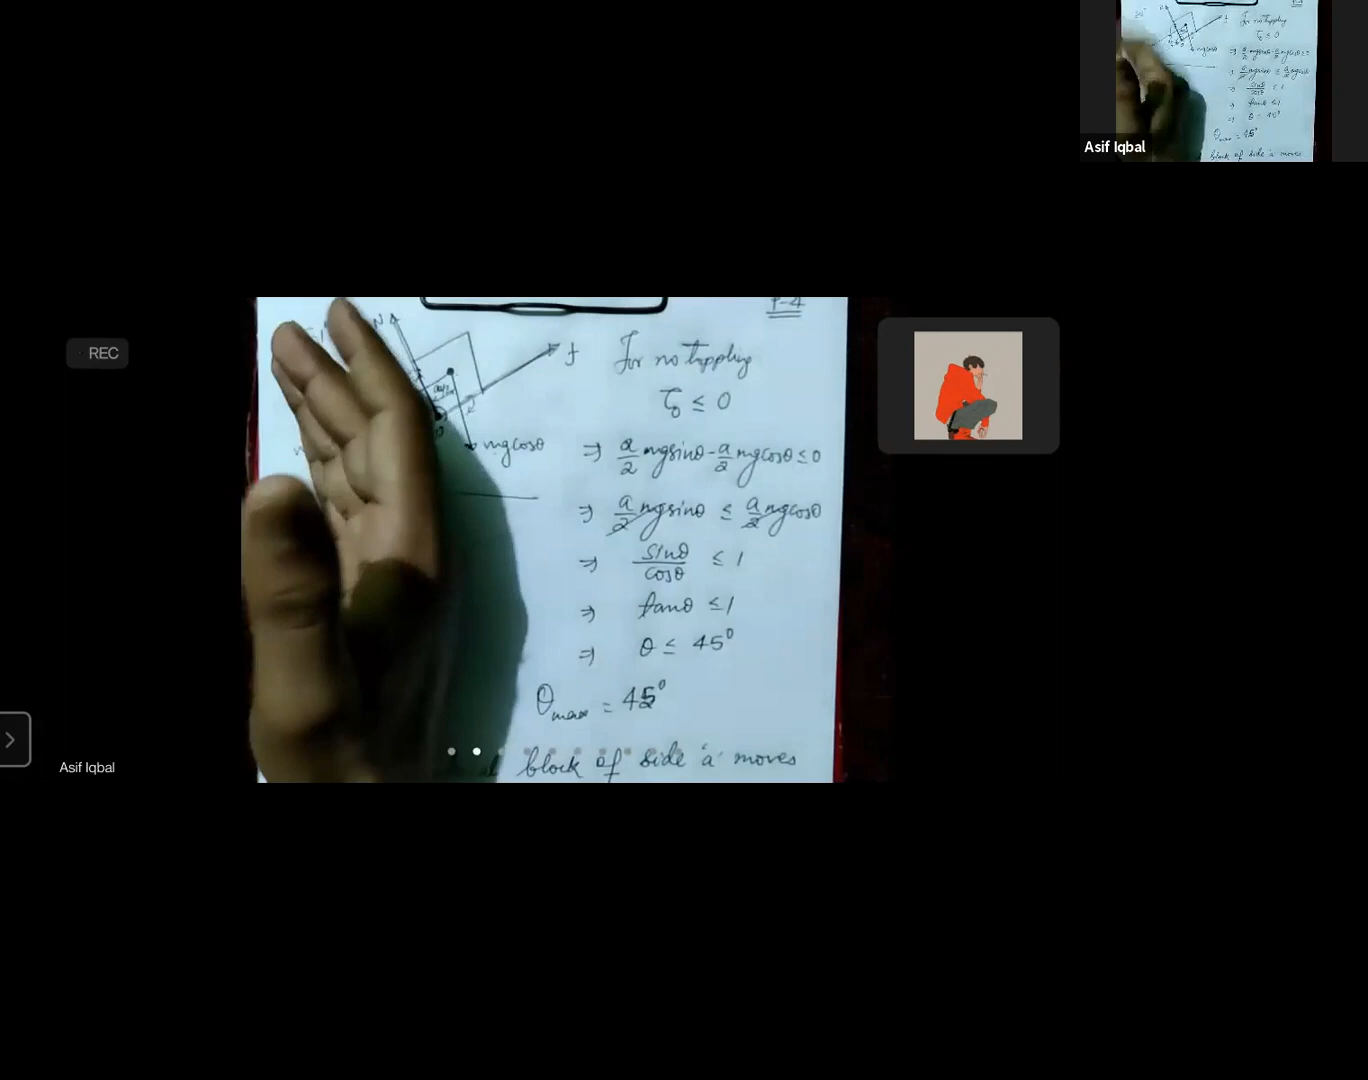 Asif Iqbal
REC
P-4
N
f
For no toppling
τ₀ ≤ 0
mgcosθ
⇒ a/2 mgsinθ - a/2 mgcosθ ≤ 0
⇒ a/2 mgsinθ ≤ a/2 mgcosθ
⇒ sinθ/cosθ ≤ 1
⇒ tanθ ≤ 1
⇒ θ ≤ 45°
θmax = 45°
block of side 'a' moves
Asif Iqbal